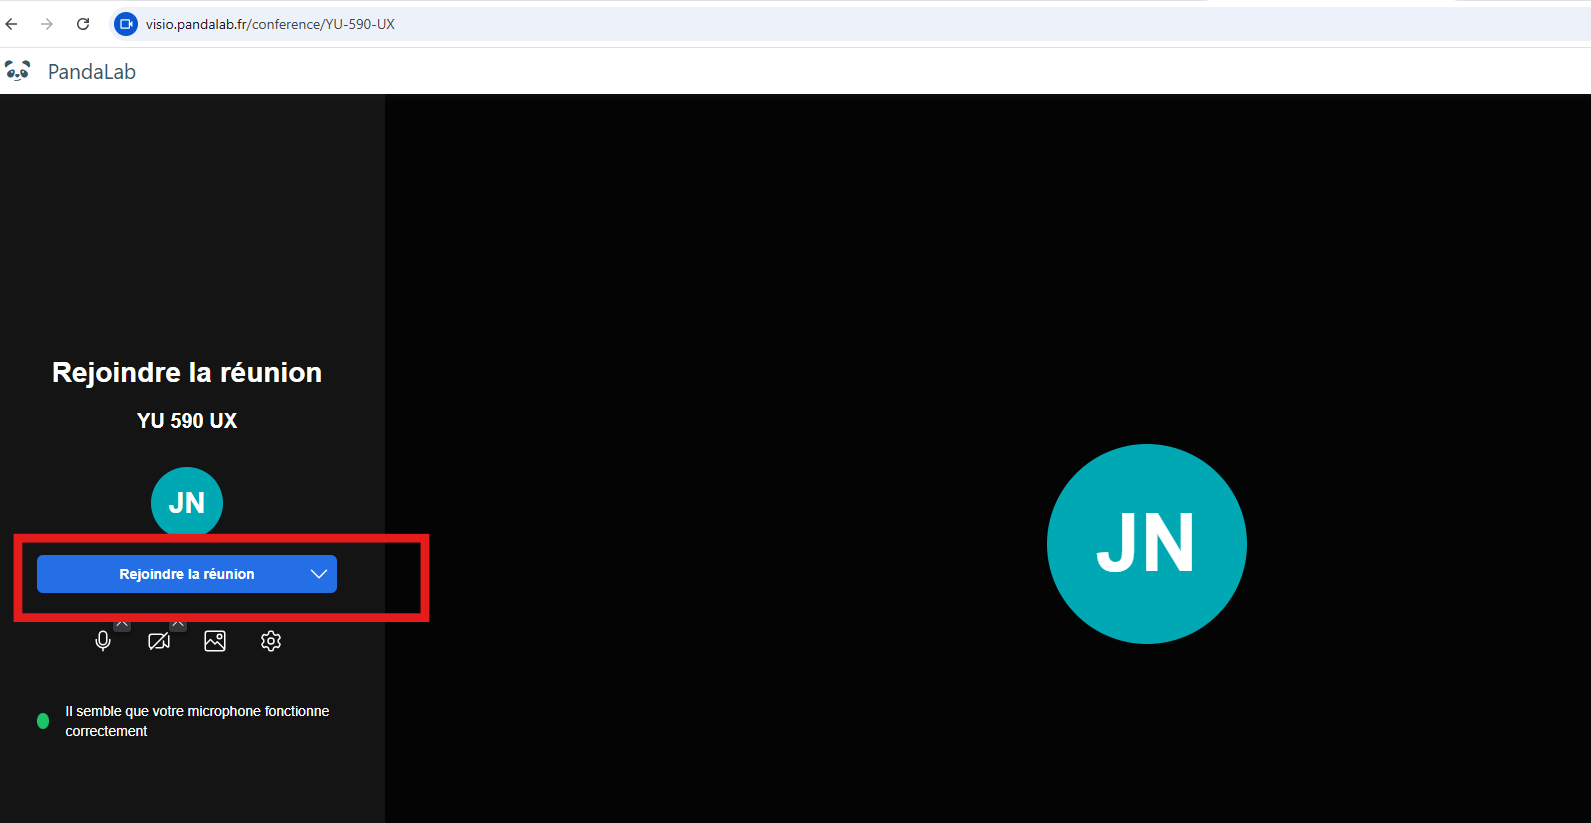 visio.pandalab.fr/conference/YU-590-UX
PandaLab
Rejoindre la réunion
YU 590 UX
JN
Rejoindre la réunion
Il semble que votre microphone fonctionne
correctement
JN